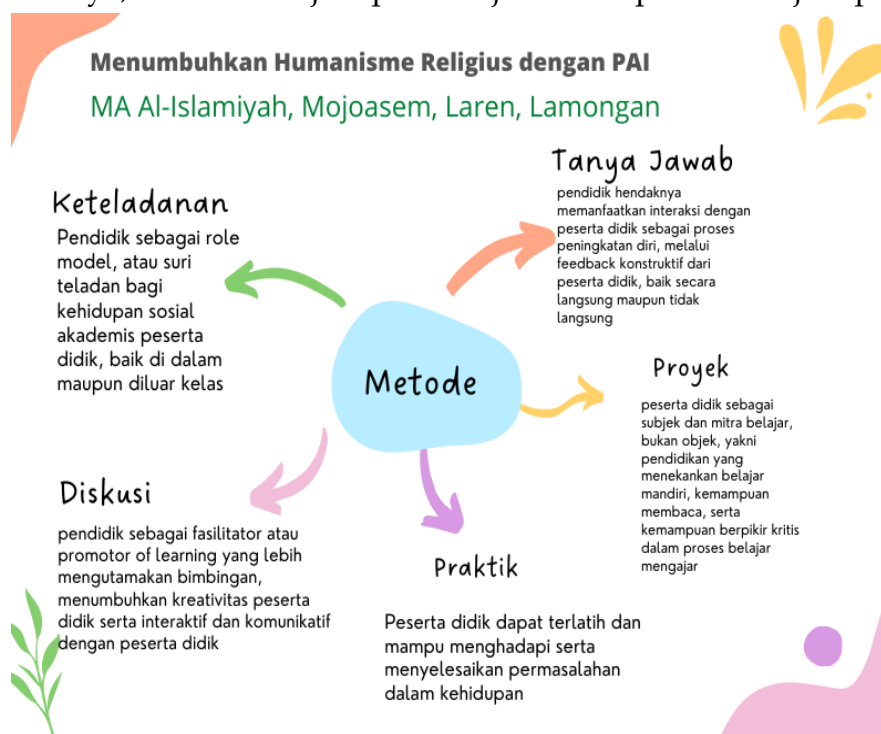 Menumbuhkan Humanisme Religius dengan PAI
MA Al-Islamiyah, Mojoasem, Laren, Lamongan
Keteladanan
Pendidik sebagai role
model, atau suri
teladan bagi
kehidupan sosial
akademis peserta
didik, baik di dalam
maupun diluar kelas
Tanya Jawab
pendidik hendaknya
memanfaatkan interaksi dengan
peserta didik sebagai proses
peningkatan diri, melalui
feedback konstruktif dari
peserta didik, baik secara
langsung maupun tidak
langsung
Metode
Proyek
peserta didik sebagai
subjek dan mitra belajar,
bukan objek, yakni
pendidikan yang
menekankan belajar
mandiri, kemampuan
membaca, serta
kemampuan berpikir kritis
dalam proses belajar
mengajar
Diskusi
pendidik sebagai fasilitator atau
promotor of learning yang lebih
mengutamakan bimbingan,
menumbuhkan kreativitas peserta
didik serta interaktif dan komunikatif
dengan peserta didik
Praktik
Peserta didik dapat terlatih dan
mampu menghadapi serta
menyelesaikan permasalahan
dalam kehidupan